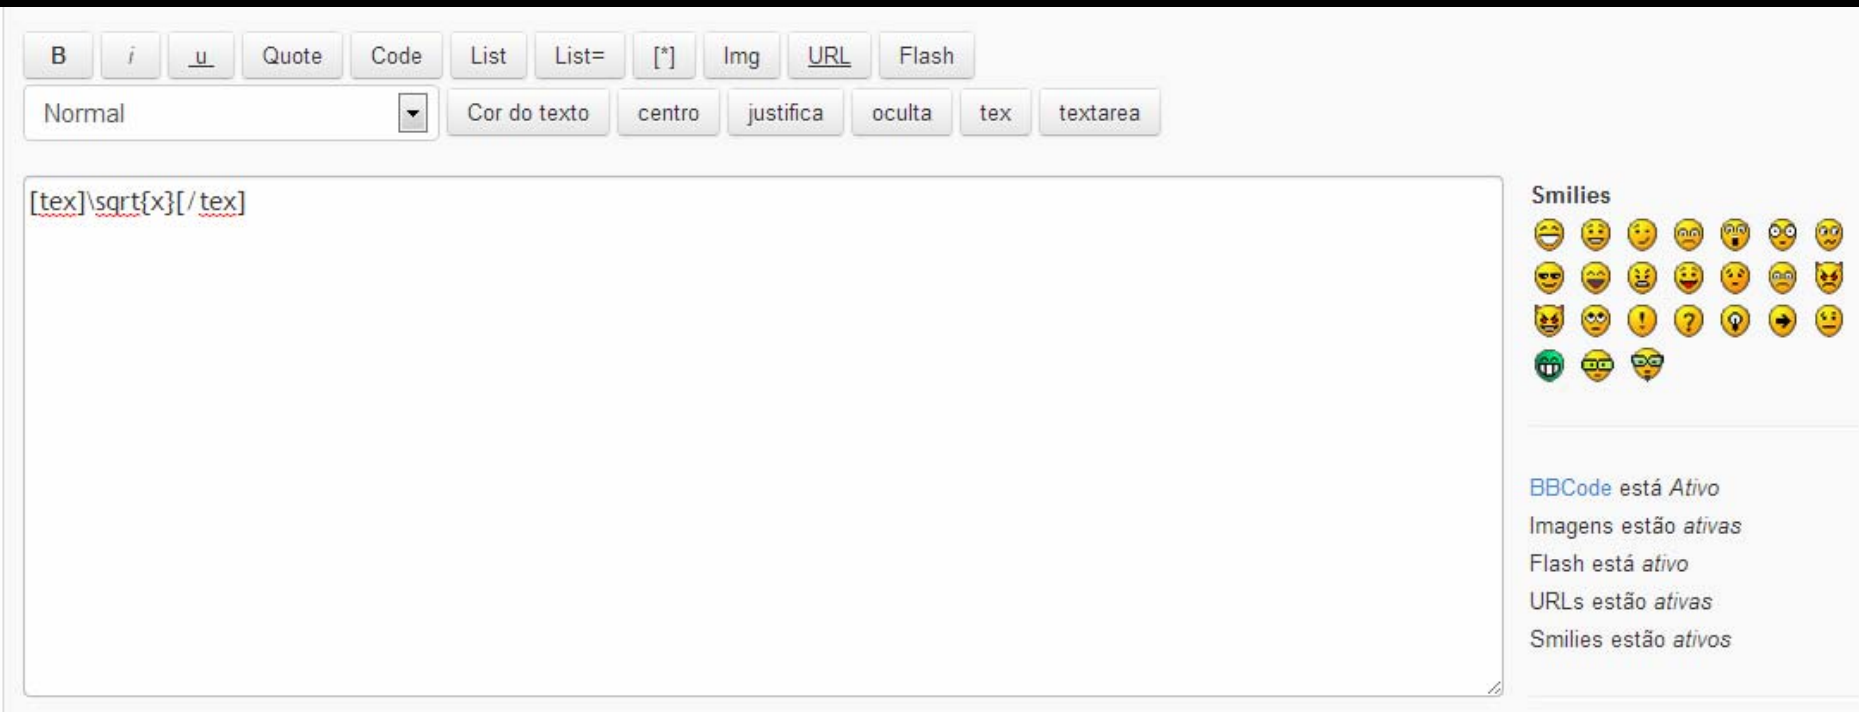 B i u Quote Code List List= [*] Img URL Flash
Normal Cor do texto centro justifica oculta tex textarea
[tex]\sqrt{x}[/tex]
Smilies
BBCode está Ativo
Imagens estão ativas
Flash está ativo
URLs estão ativas
Smilies estão ativos